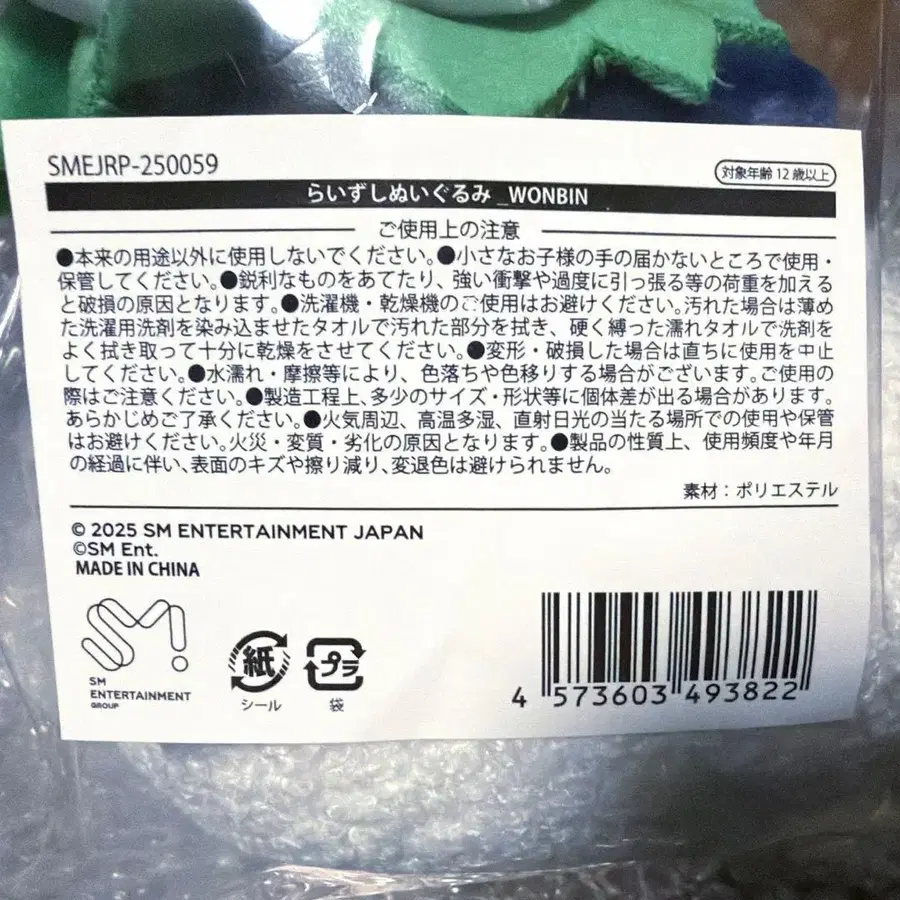 SMEJRP-250059
対象年齢12歳以上
らいずしぬいぐるみ_WONBIN
ご使用上の注意
●本来の用途以外に使用しないでください。●小さなお子様の手の届かないところで使用・
保管してください。●鋭利なものをあてたり、強い衝撃や過度に引っ張る等の荷重を加える
と破損の原因となります。●洗濯機・乾燥機のご使用はお避けください。汚れた場合は薄め
た洗濯用洗剤を染み込ませたタオルで汚れた部分を拭き、硬く縛った濡れタオルで洗剤を
よく拭き取って十分に乾燥をさせてください。●変形・破損した場合は直ちに使用を中止
してください。●水濡れ・摩擦等により、色落ちや色移りする場合がございます。ご使用の
際はご注意ください。●製造工程上、多少のサイズ・形状等に個体差が出る場合があります。
あらかじめご了承ください。●火気周辺、高温多湿、直射日光の当たる場所での使用や保管
はお避けください。火災・変質・劣化の原因となります。●製品の性質上、使用頻度や年月
の経過に伴い、表面のキズや擦り減り、変退色は避けられません。
素材：ポリエステル
© 2025 SM ENTERTAINMENT JAPAN
©SM Ent.
MADE IN CHINA
SM
ENTERTAINMENT
GROUP
紙
シール
プラ
袋
4 573603 493822